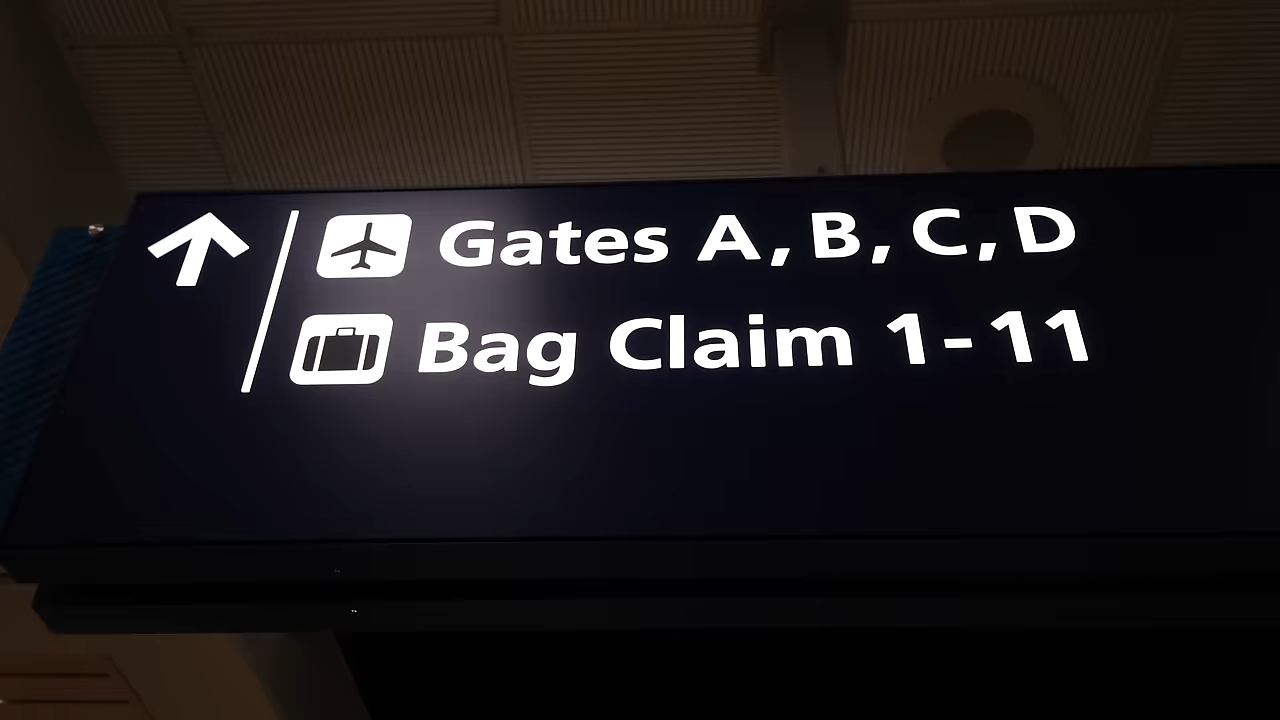 Gates A, B, C, D
Bag Claim 1-11